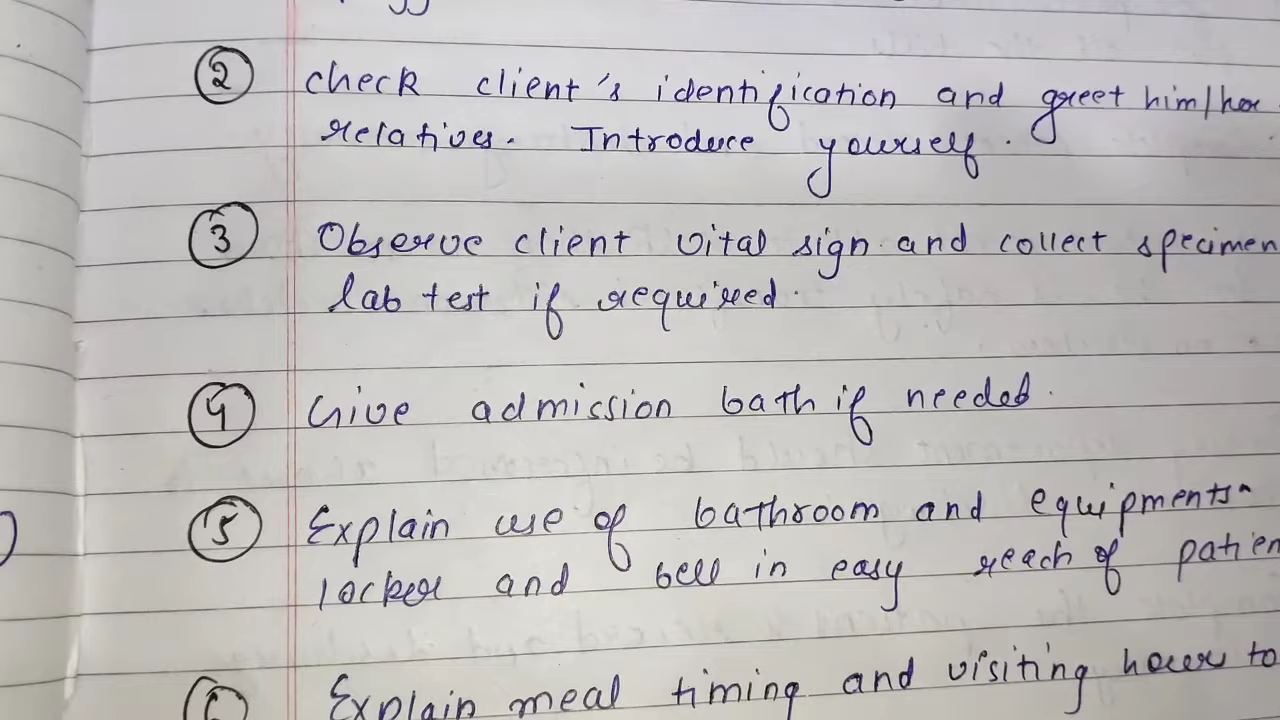 ② check client's identification and greet him/her
relatives. Introduce yourself.
③ Observe client vital sign and collect specimen
lab test if required.
④ Give admission bath if needed.
⑤ Explain use of bathroom and equipments
locker and bell in easy reach of patien
Explain meal timing and visiting hour to